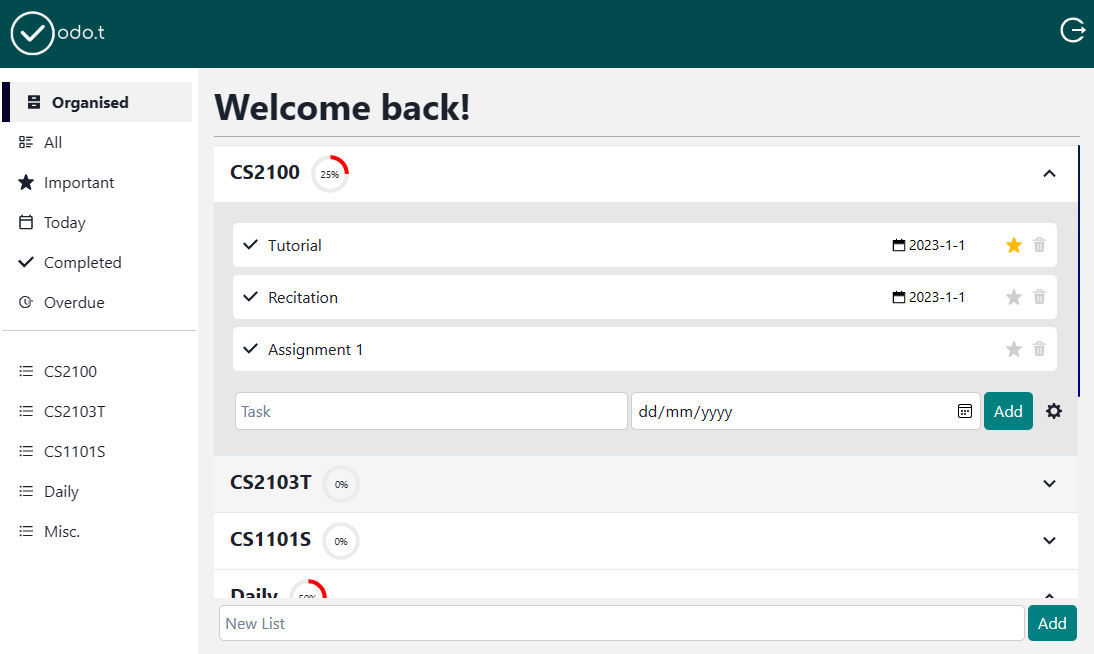 odo.t
Organised
All
Important
Today
Completed
Overdue
CS2100
CS2103T
CS1101S
Daily
Misc.
Welcome back!
CS2100 25%
Tutorial 2023-1-1
Recitation 2023-1-1
Assignment 1
Task dd/mm/yyyy Add
CS2103T 0%
CS1101S 0%
Daily 50%
New List Add